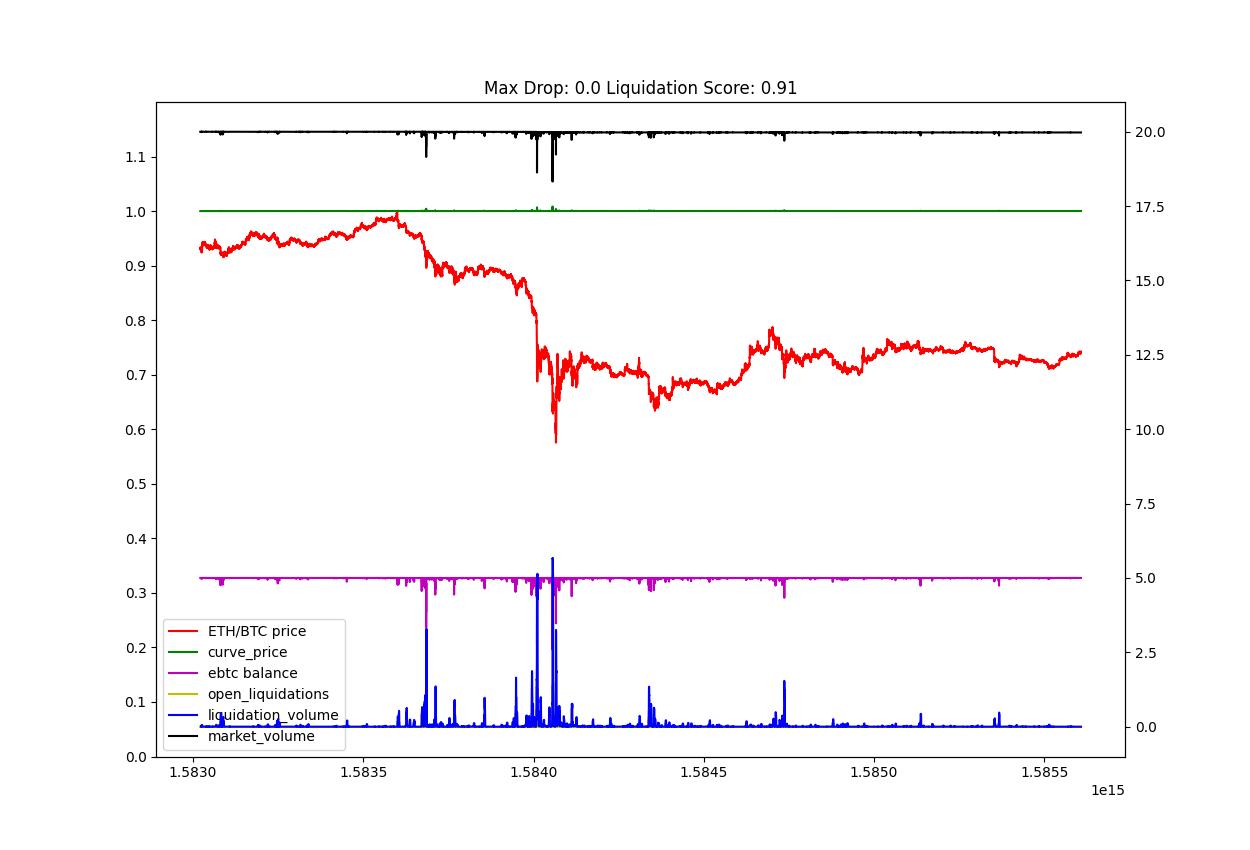 Max Drop: 0.0 Liquidation Score: 0.91
1.1
1.0
0.9
0.8
0.7
0.6
0.5
0.4
0.3
0.2
0.1
0.0
20.0
17.5
15.0
12.5
10.0
7.5
5.0
2.5
0.0
ETH/BTC price
curve_price
ebtc balance
open_liquidations
liquidation_volume
market_volume
1.5830 1.5835 1.5840 1.5845 1.5850 1.5855
1e15